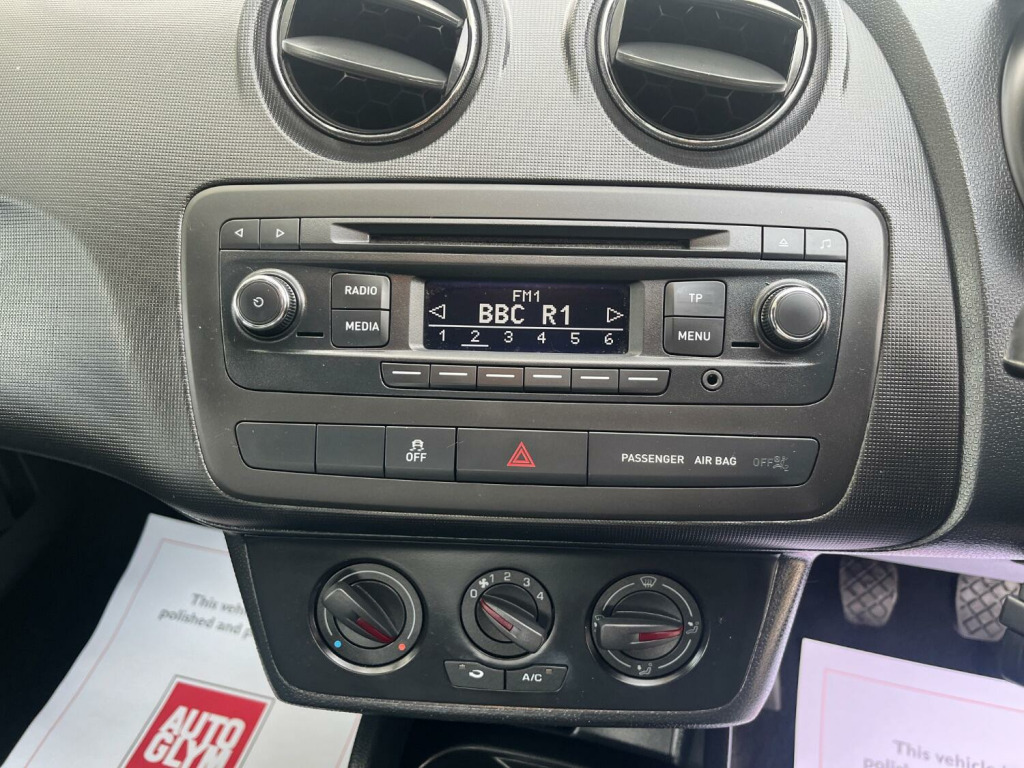 RADIO
MEDIA
FM1
BBC R1
1 2 3 4 5 6
TP
MENU
OFF
PASSENGER AIR BAG OFF
0 1 2 3 4
A/C
This vehic
polished and p
AUTO
GLYM
This vehicle